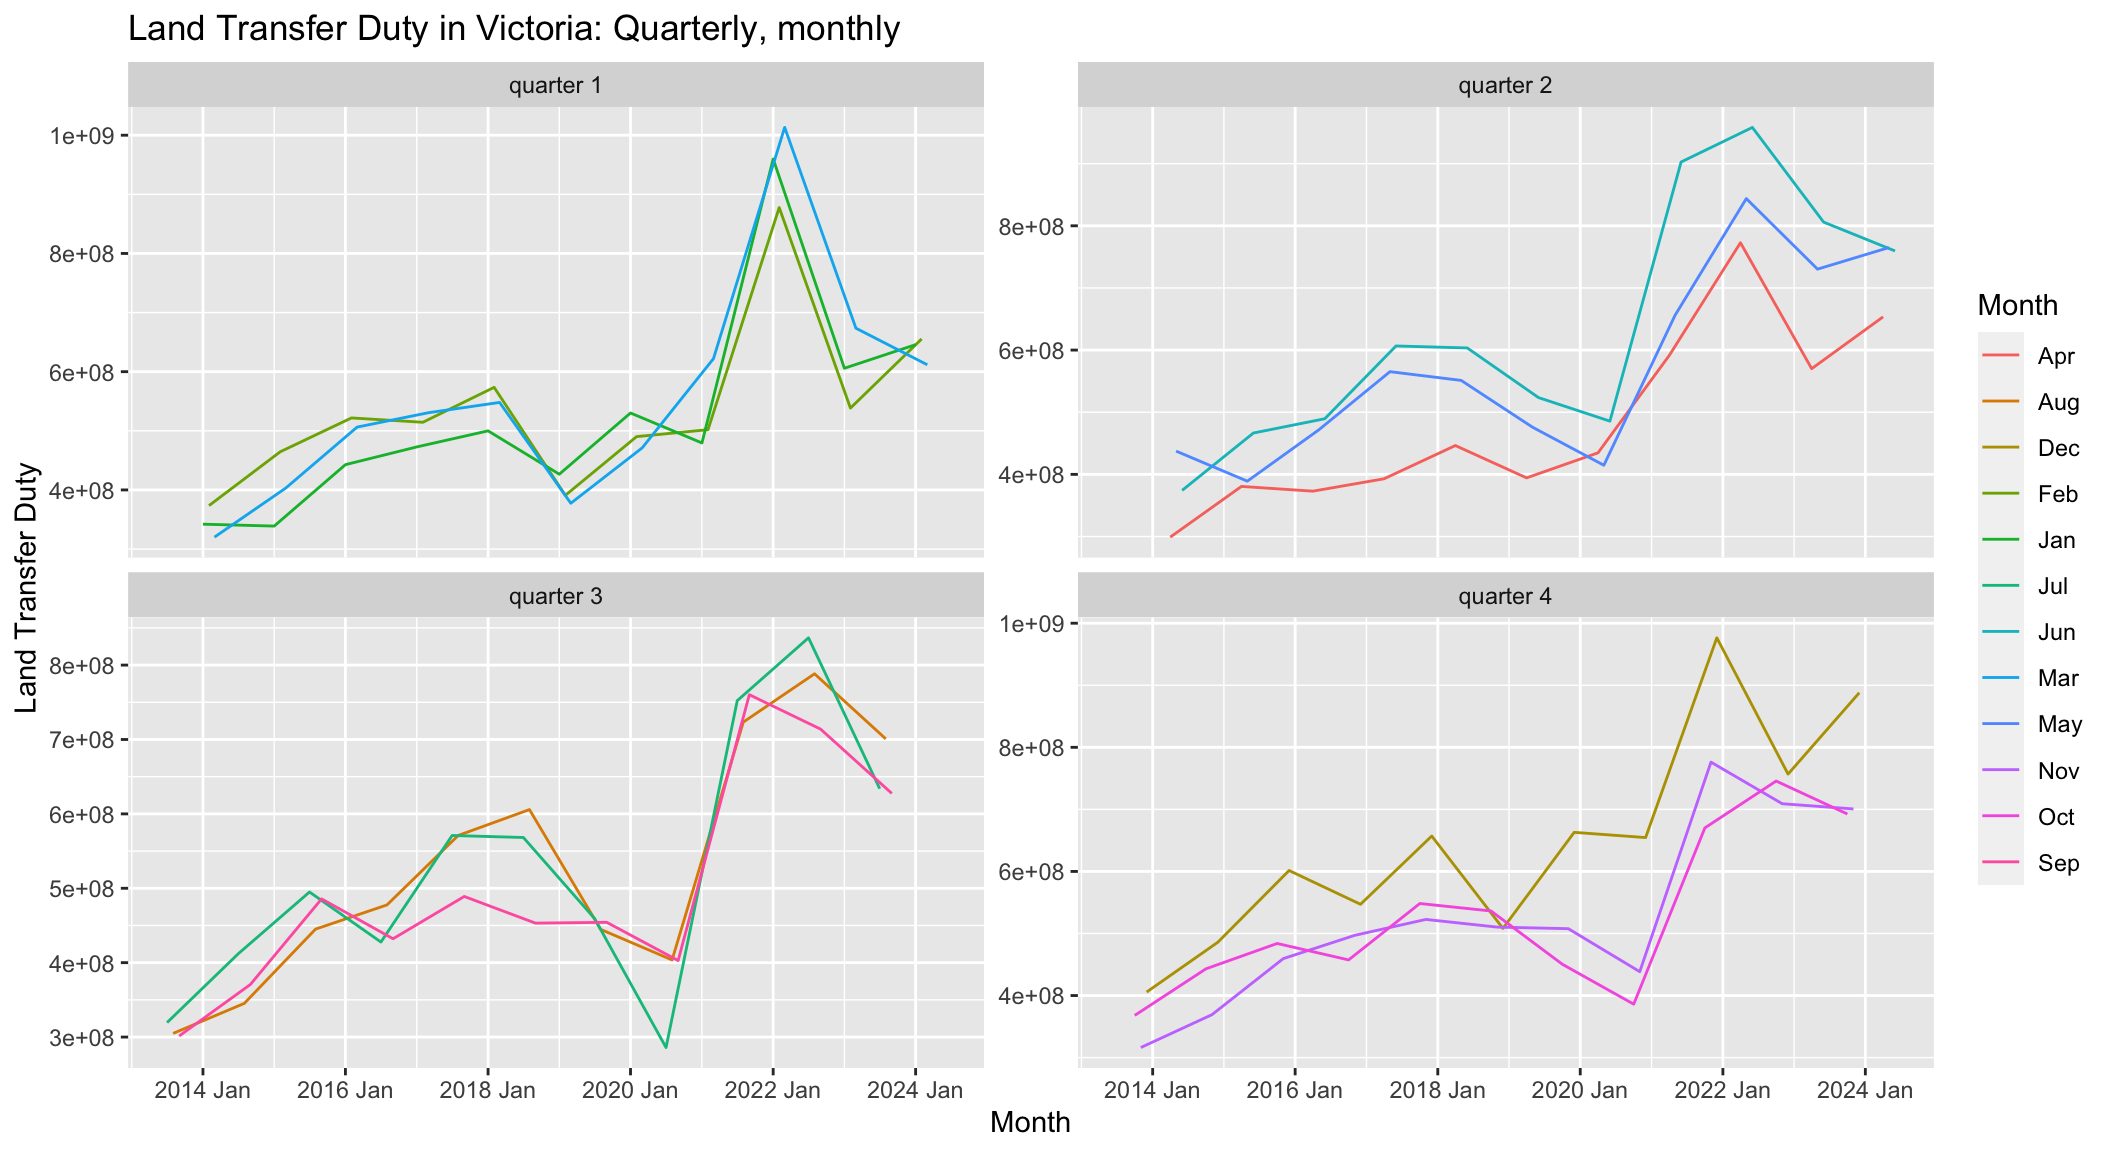 Land Transfer Duty in Victoria: Quarterly, monthly
quarter 1
quarter 2
1e+09
8e+08
6e+08
4e+08
8e+08
6e+08
4e+08
quarter 3
quarter 4
8e+08
7e+08
6e+08
5e+08
4e+08
3e+08
1e+09
8e+08
6e+08
4e+08
2014 Jan 2016 Jan 2018 Jan 2020 Jan 2022 Jan 2024 Jan
2014 Jan 2016 Jan 2018 Jan 2020 Jan 2022 Jan 2024 Jan
Month
Land Transfer Duty
Month
Apr
Aug
Dec
Feb
Jan
Jul
Jun
Mar
May
Nov
Oct
Sep